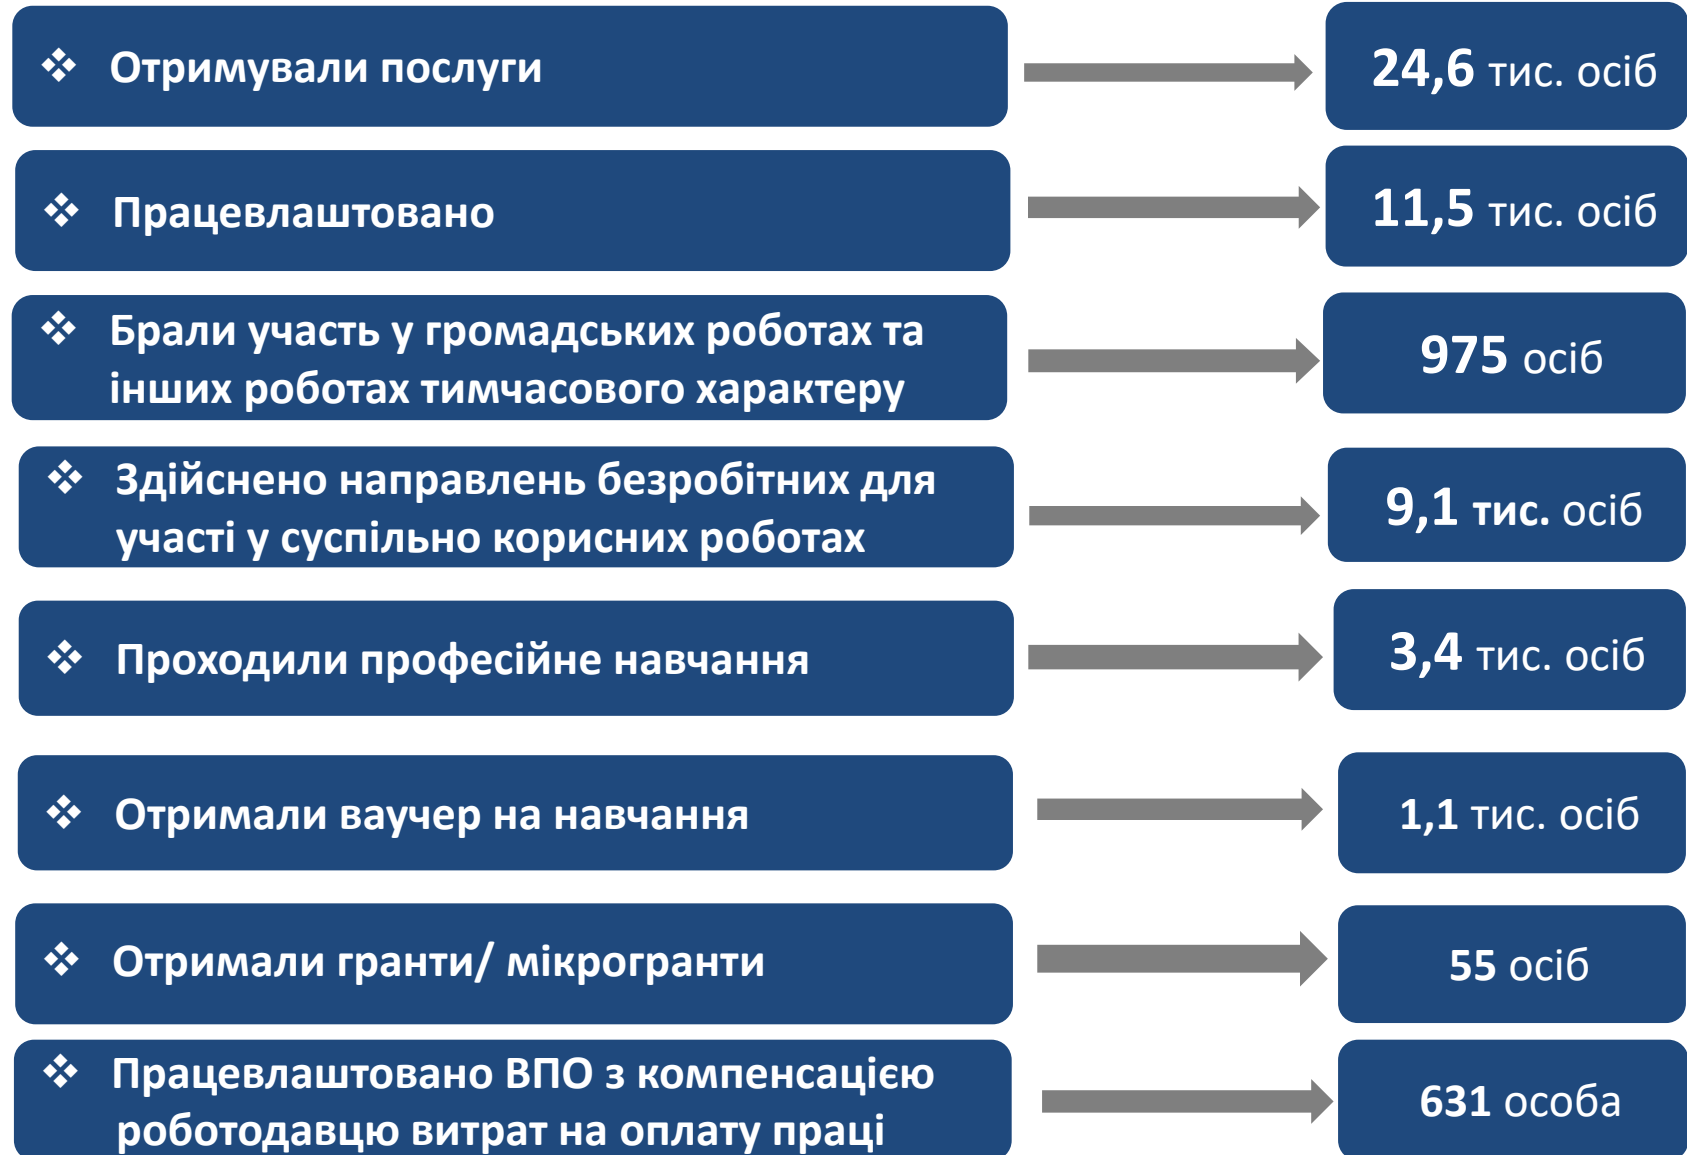 ❖ Отримували послуги
24,6 тис. осіб
❖ Працевлаштовано
11,5 тис. осіб
❖ Брали участь у громадських роботах та
інших роботах тимчасового характеру
975 осіб
❖ Здійснено направлень безробітних для
участі у суспільно корисних роботах
9,1 тис. осіб
❖ Проходили професійне навчання
3,4 тис. осіб
❖ Отримали ваучер на навчання
1,1 тис. осіб
❖ Отримали гранти/ мікрогранти
55 осіб
❖ Працевлаштовано ВПО з компенсацією
роботодавцю витрат на оплату праці
631 особа